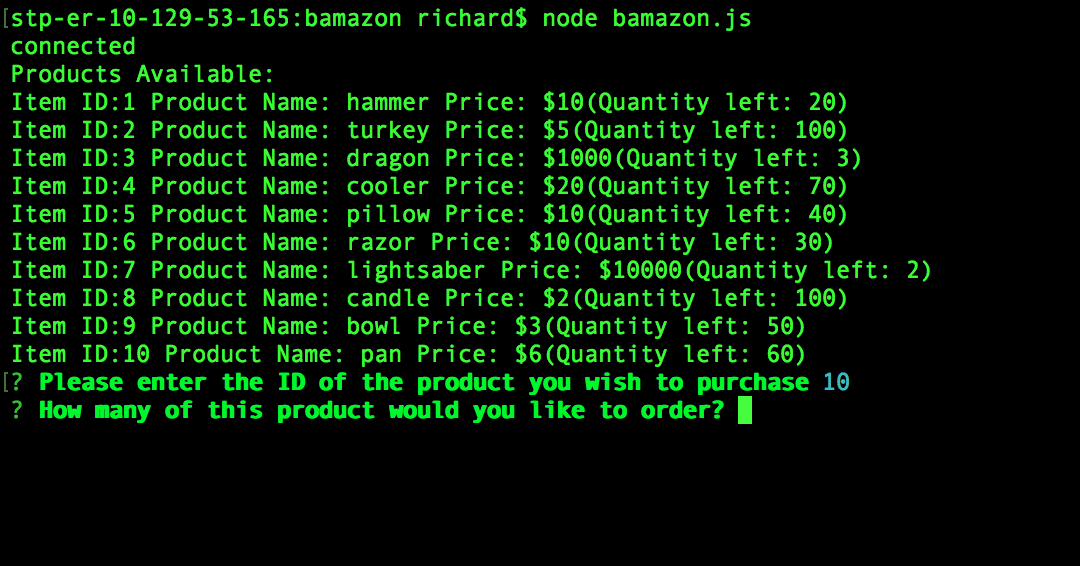 [stp-er-10-129-53-165:bamazon richard$ node bamazon.js
connected
Products Available:
Item ID:1 Product Name: hammer Price: $10(Quantity left: 20)
Item ID:2 Product Name: turkey Price: $5(Quantity left: 100)
Item ID:3 Product Name: dragon Price: $1000(Quantity left: 3)
Item ID:4 Product Name: cooler Price: $20(Quantity left: 70)
Item ID:5 Product Name: pillow Price: $10(Quantity left: 40)
Item ID:6 Product Name: razor Price: $10(Quantity left: 30)
Item ID:7 Product Name: lightsaber Price: $10000(Quantity left: 2)
Item ID:8 Product Name: candle Price: $2(Quantity left: 100)
Item ID:9 Product Name: bowl Price: $3(Quantity left: 50)
Item ID:10 Product Name: pan Price: $6(Quantity left: 60)
[? Please enter the ID of the product you wish to purchase 10
? How many of this product would you like to order?